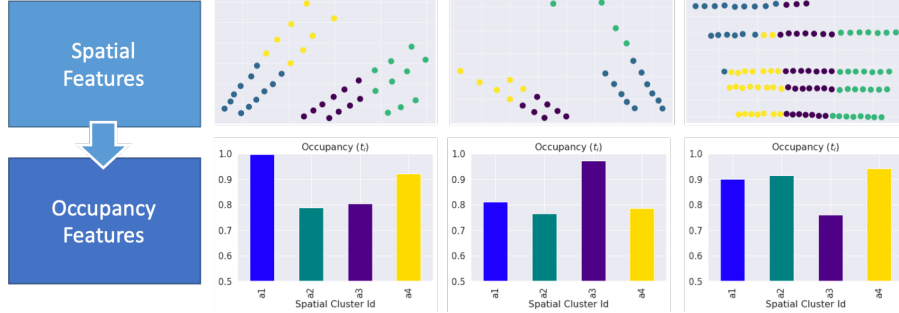 Spatial
Features
Occupancy
Features
Occupancy (tᵢ)
1.0
0.9
0.8
0.7
0.6
0.5
a1
a2
a3
a4
Spatial Cluster Id
Occupancy (tᵢ)
1.0
0.9
0.8
0.7
0.6
0.5
a1
a2
a3
a4
Spatial Cluster Id
Occupancy (tᵢ)
1.0
0.9
0.8
0.7
0.6
0.5
a1
a2
a3
a4
Spatial Cluster Id